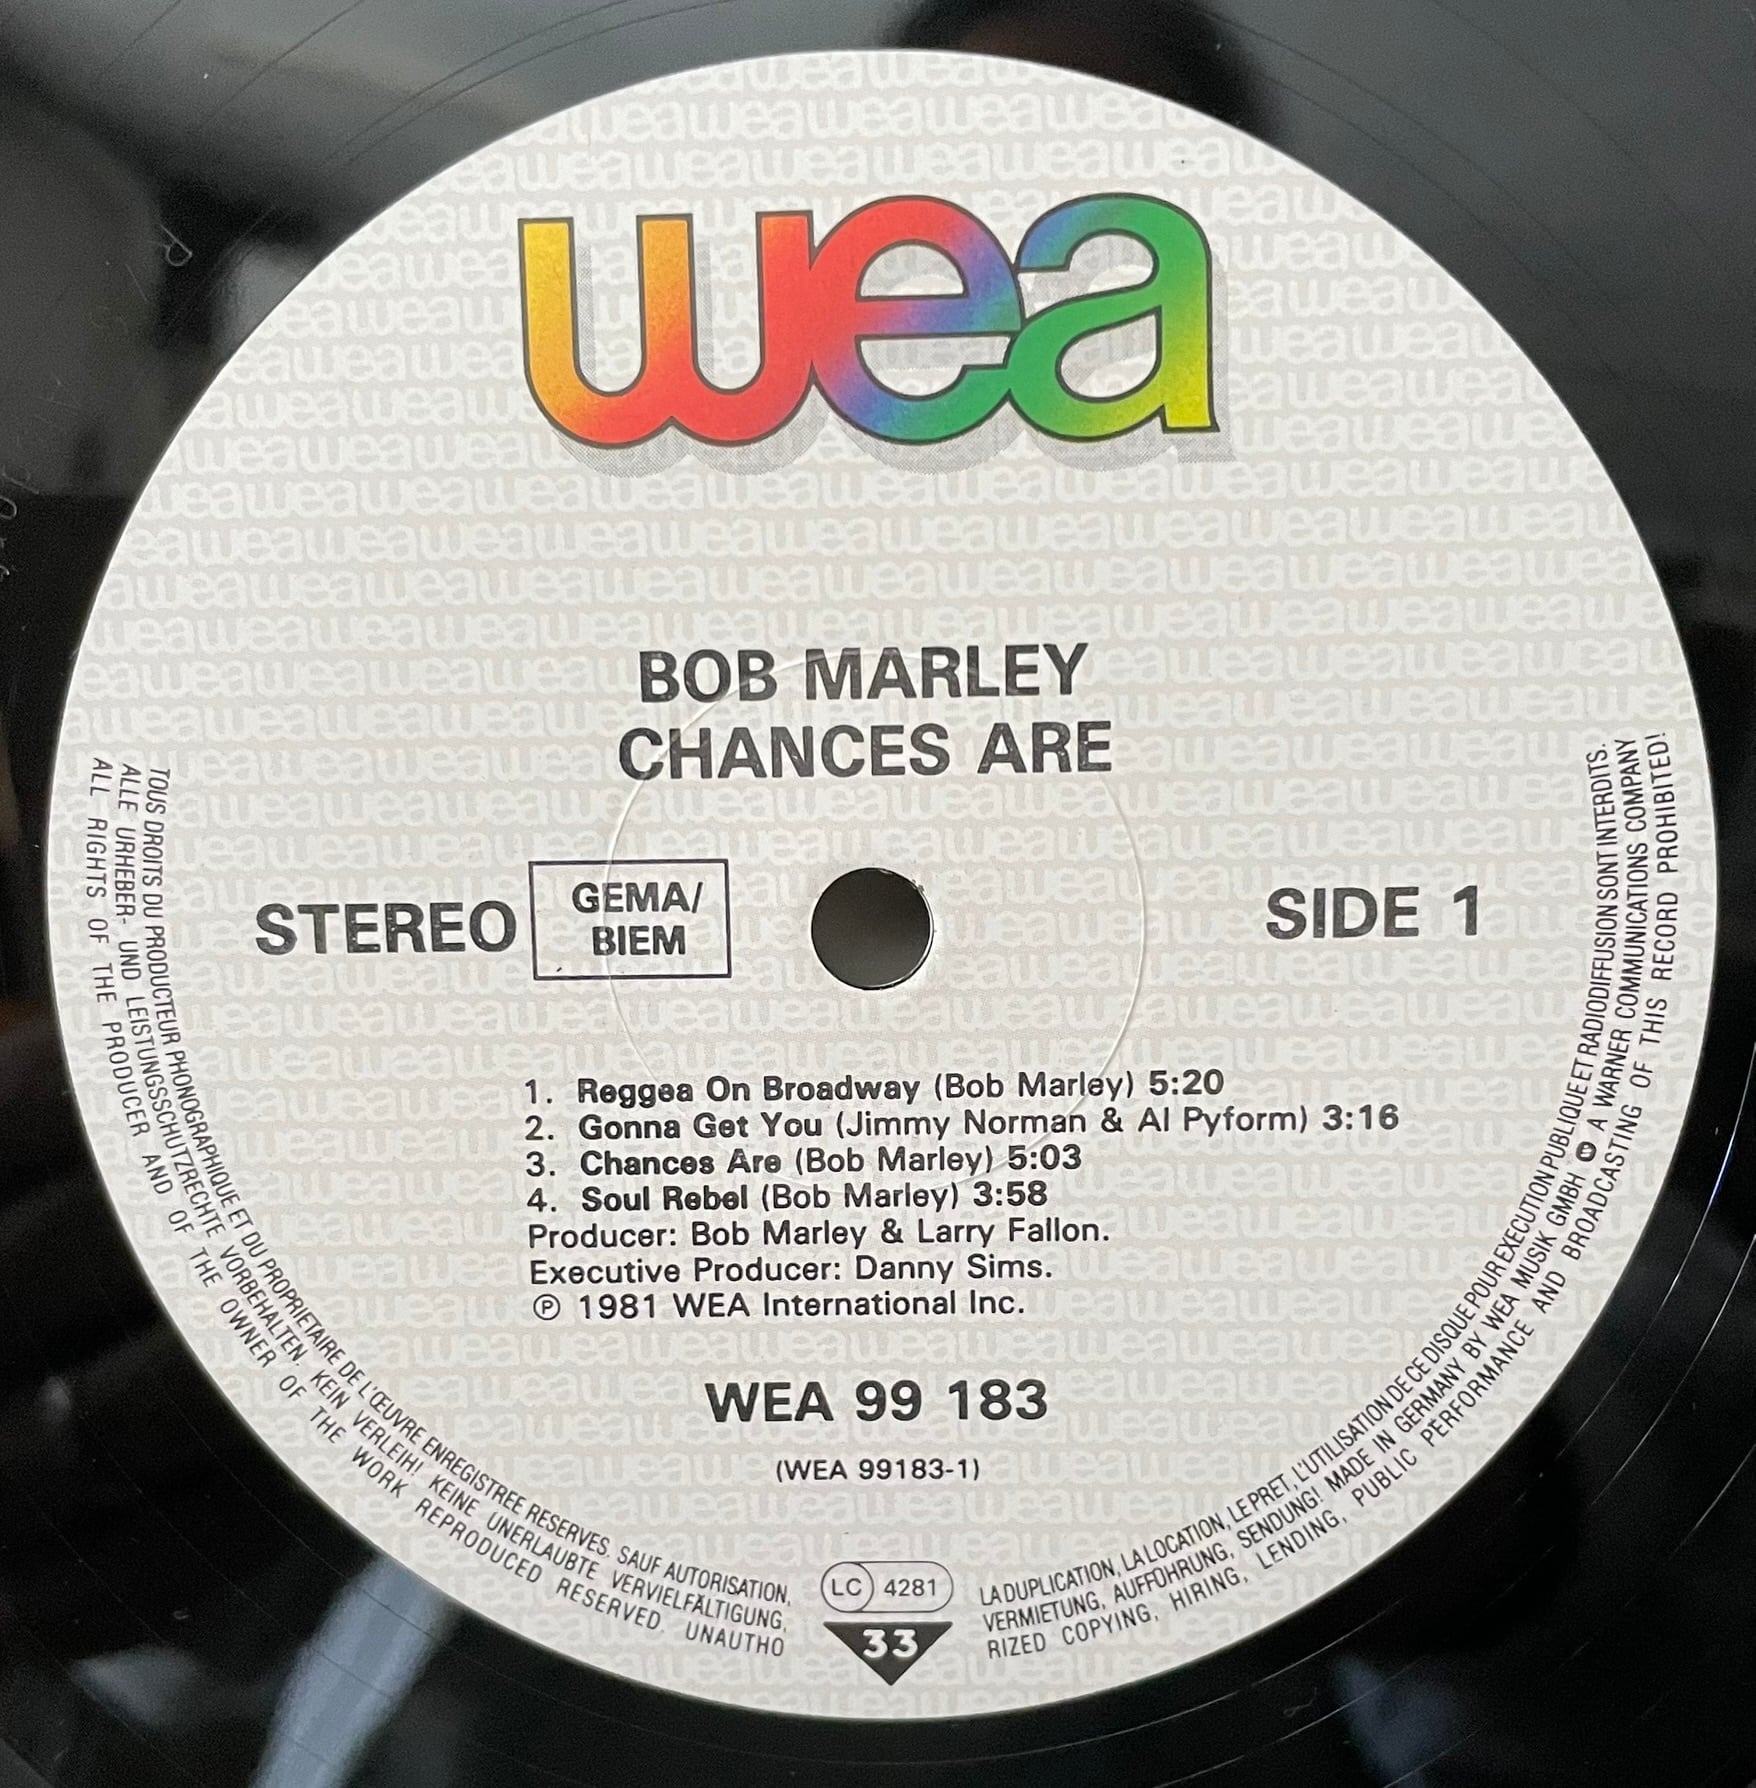 wea
BOB MARLEY
CHANCES ARE
STEREO
GEMA/
BIEM
SIDE 1
1. Reggea On Broadway (Bob Marley) 5:20
2. Gonna Get You (Jimmy Norman & Al Pyform) 3:16
3. Chances Are (Bob Marley) 5:03
4. Soul Rebel (Bob Marley) 3:58
Producer: Bob Marley & Larry Fallon.
Executive Producer: Danny Sims.
Ⓟ 1981 WEA International Inc.
WEA 99 183
(WEA 99183-1)
LC 4281
33
TOUS DROITS DU PRODUCTEUR PHONOGRAPHIQUE ET DU PROPRIETAIRE DE L'ŒUVRE ENREGISTREE RESERVES. SAUF AUTORISATION, LA DUPLICATION, LA LOCATION, LE PRET, L'UTILISATION DE CE DISQUE POUR EXECUTION PUBLIQUE ET RADIODIFFUSION SONT INTERDITS.
ALLE URHEBER- UND LEISTUNGSSCHUTZRECHTE VORBEHALTEN. KEIN VERLEIH! KEINE UNERLAUBTE VERVIELFÄLTIGUNG, VERMIETUNG, AUFFÜHRUNG, SENDUNG! MADE IN GERMANY BY WEA MUSIK GMBH A WARNER COMMUNICATIONS COMPANY
ALL RIGHTS OF THE PRODUCER AND OF THE OWNER OF THE WORK REPRODUCED RESERVED. UNAUTHORIZED COPYING, HIRING, LENDING, PUBLIC PERFORMANCE AND BROADCASTING OF THIS RECORD PROHIBITED!